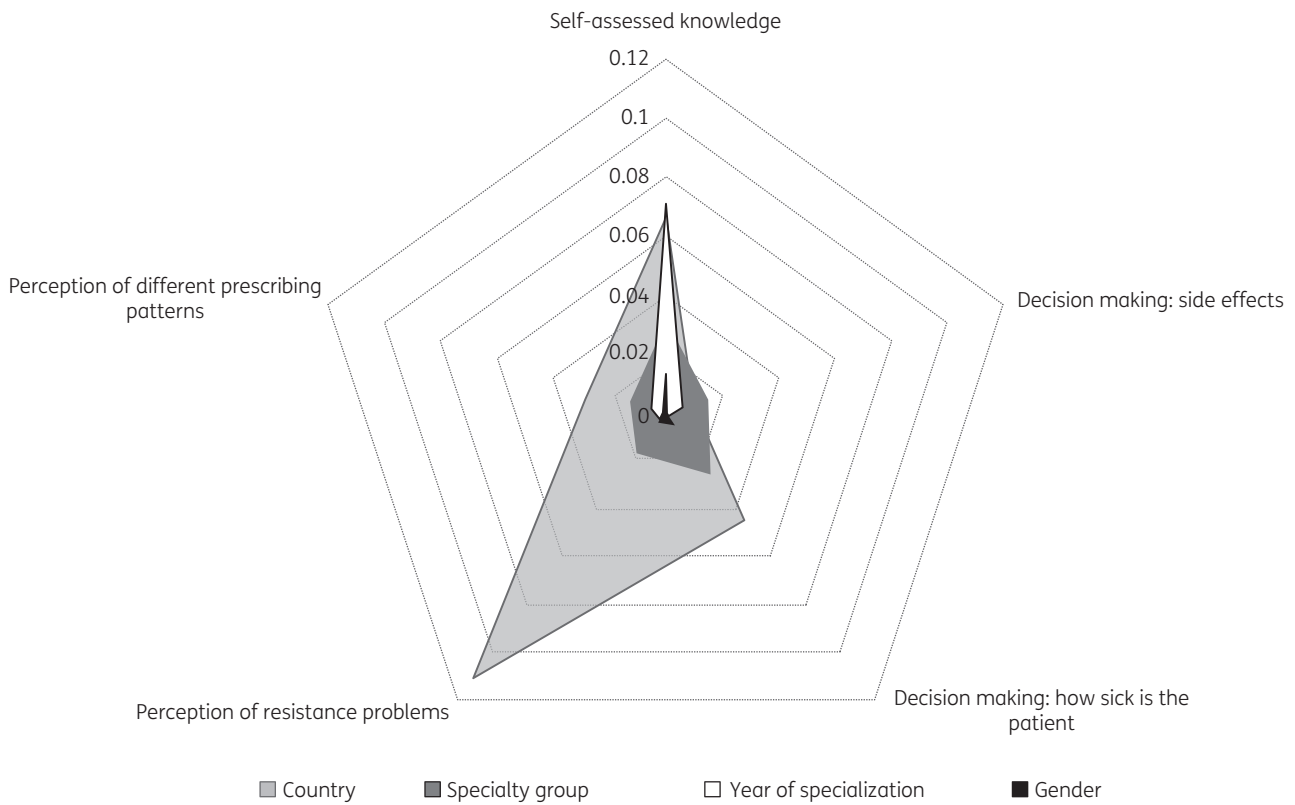 Self-assessed knowledge
0.12
0.1
0.08
0.06
0.04
0.02
0
Perception of different prescribing
patterns
Decision making: side effects
Perception of resistance problems
Decision making: how sick is the
patient
Country
Specialty group
Year of specialization
Gender